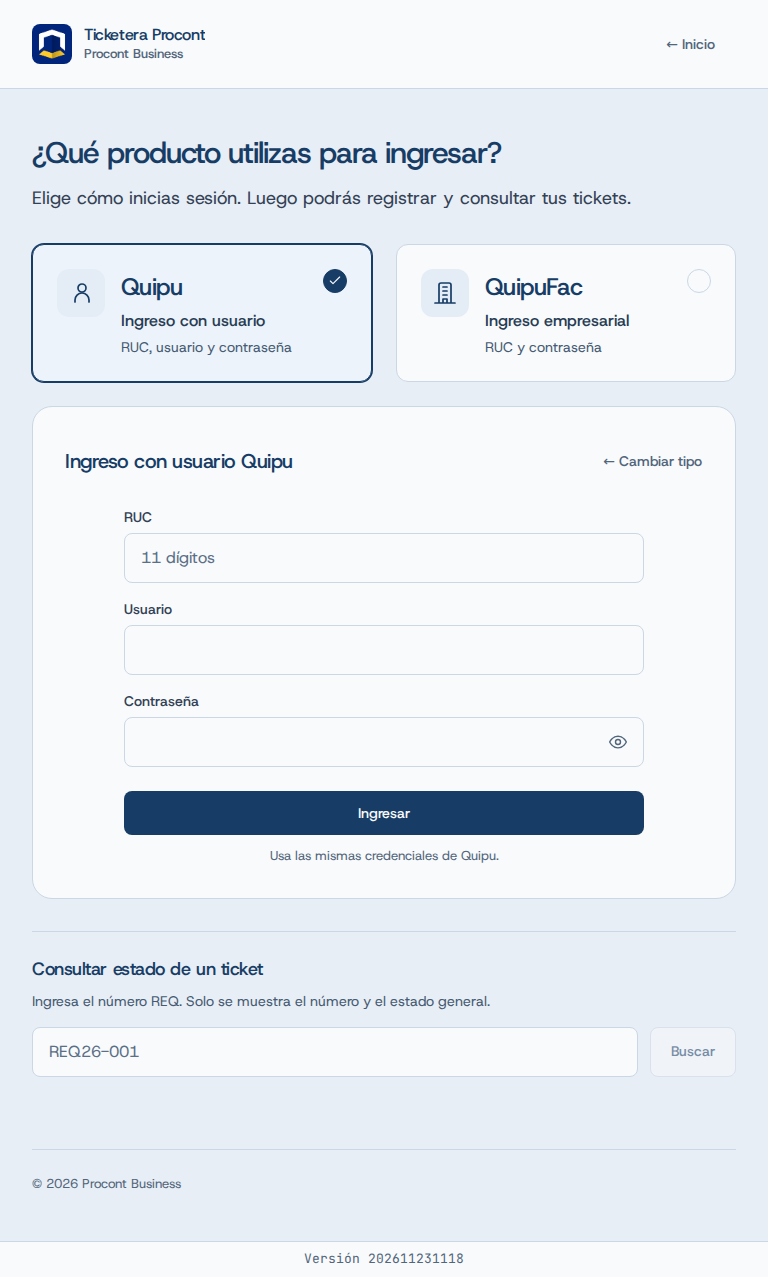 Ticketera Procont
Procont Business
← Inicio
¿Qué producto utilizas para ingresar?
Elige cómo inicias sesión. Luego podrás registrar y consultar tus tickets.
Quipu
Ingreso con usuario
RUC, usuario y contraseña
QuipuFac
Ingreso empresarial
RUC y contraseña
Ingreso con usuario Quipu
← Cambiar tipo
RUC
11 dígitos
Usuario
Contraseña
Ingresar
Usa las mismas credenciales de Quipu.
Consultar estado de un ticket
Ingresa el número REQ. Solo se muestra el número y el estado general.
REQ26-001
Buscar
© 2026 Procont Business
Versión 202611231118